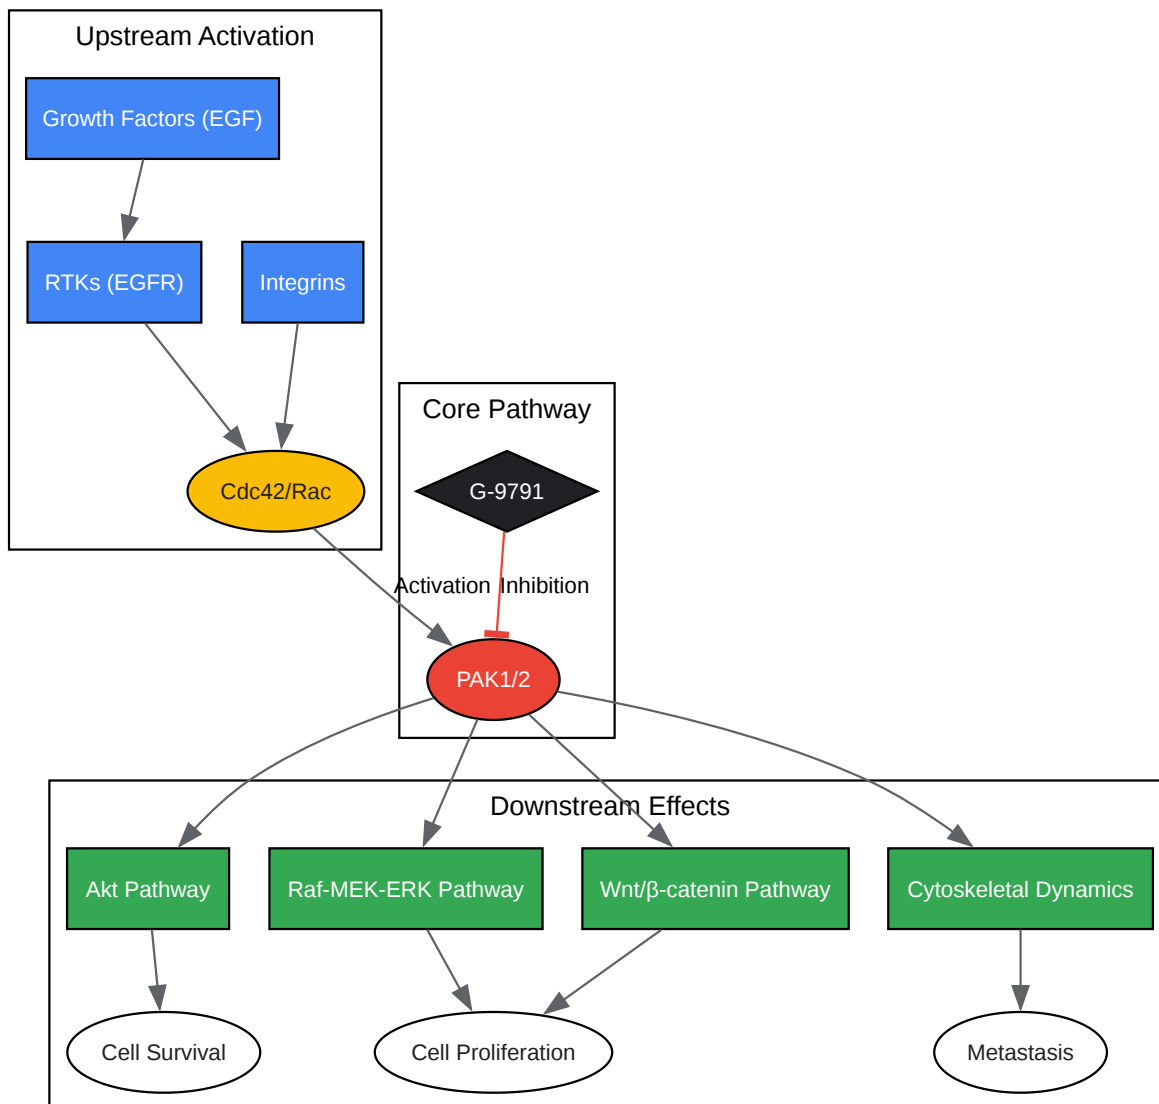 Upstream Activation
Growth Factors (EGF)
RTKs (EGFR)
Integrins
Cdc42/Rac
Core Pathway
G-9791
Activation
Inhibition
PAK1/2
Downstream Effects
Akt Pathway
Raf-MEK-ERK Pathway
Wnt/β-catenin Pathway
Cytoskeletal Dynamics
Cell Survival
Cell Proliferation
Metastasis